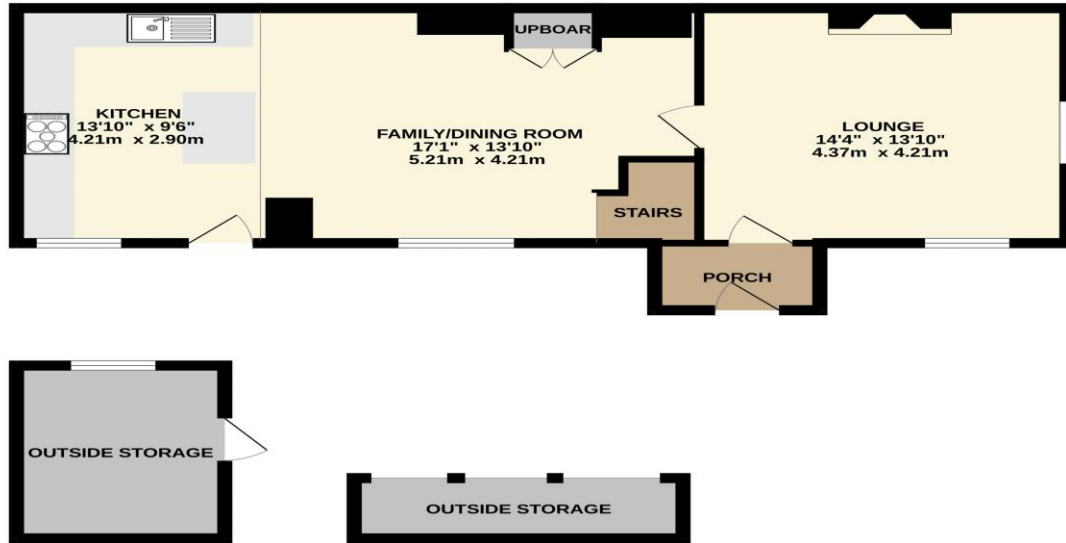 UPBOAR
KITCHEN
13'10" x 9'6"
4.21m x 2.90m
FAMILY/DINING ROOM
17'1" x 13'10"
5.21m x 4.21m
LOUNGE
14'4" x 13'10"
4.37m x 4.21m
STAIRS
PORCH
OUTSIDE STORAGE
OUTSIDE STORAGE